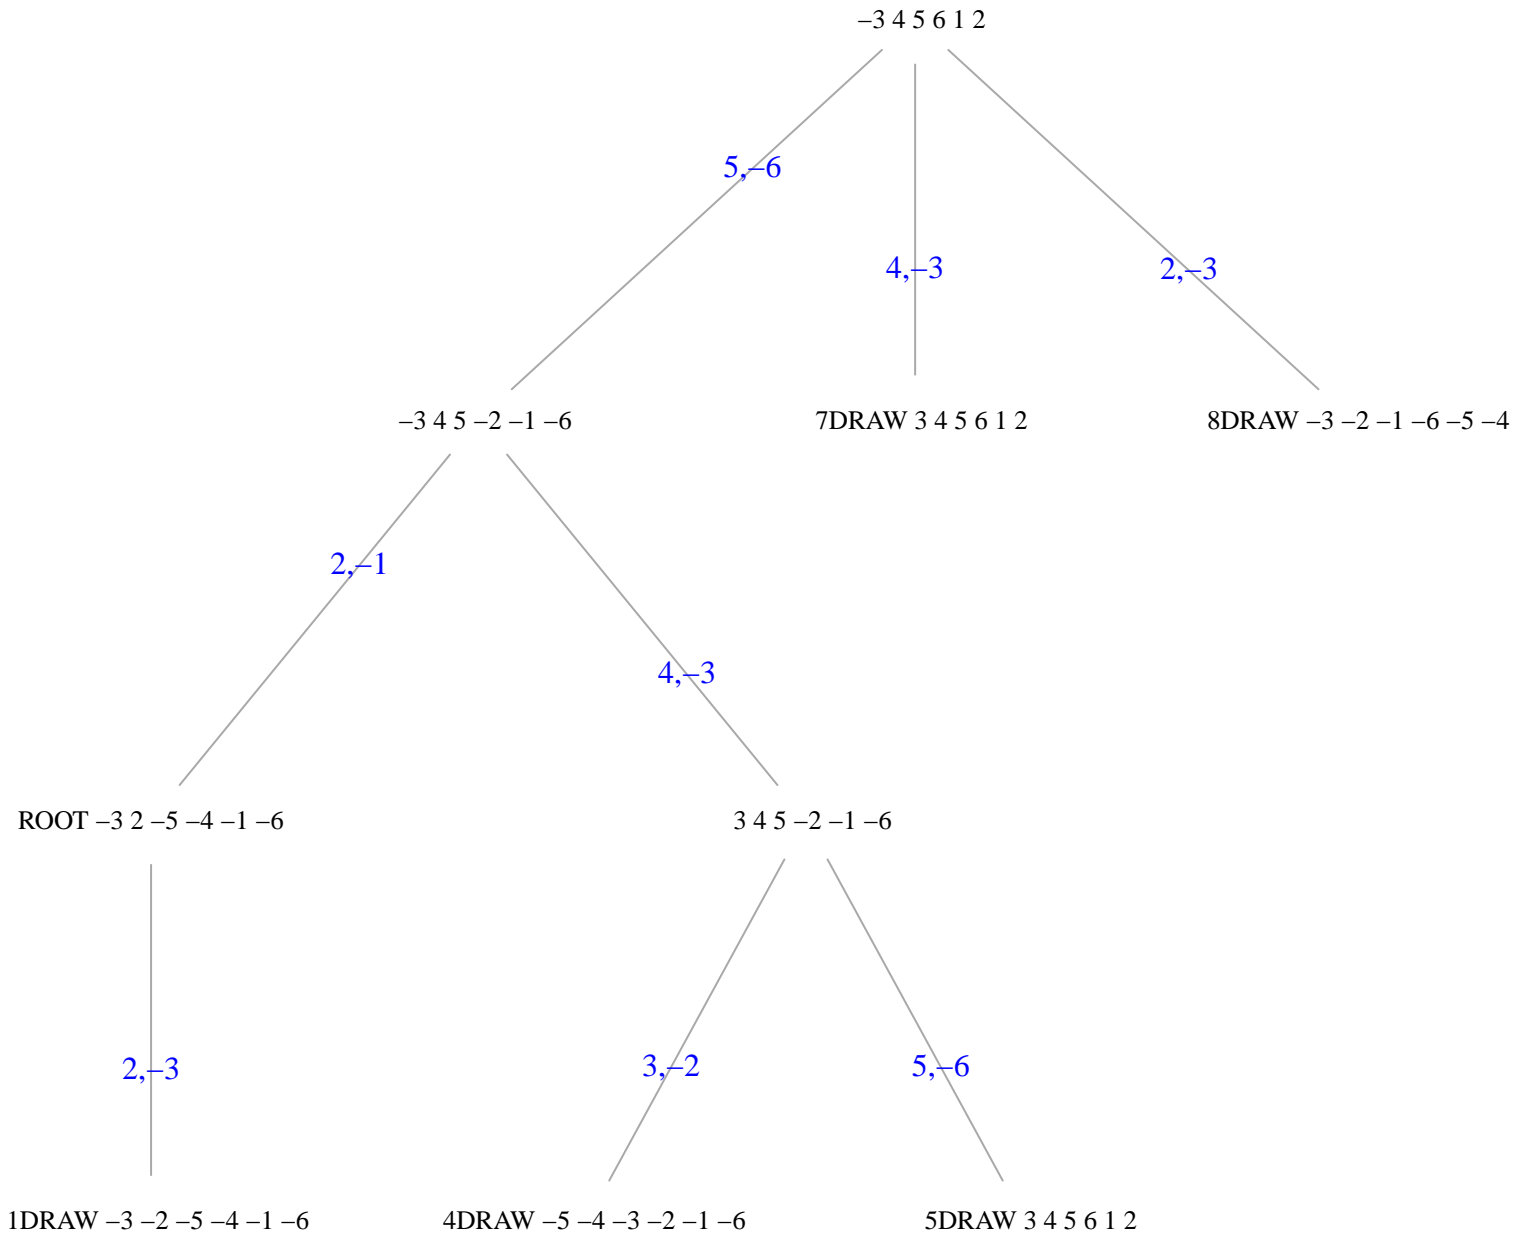 –3 4 5 6 1 2
5,–6
4,–3
2,–3
–3 4 5 –2 –1 –6
7DRAW 3 4 5 6 1 2
8DRAW –3 –2 –1 –6 –5 –4
2,–1
4,–3
ROOT –3 2 –5 –4 –1 –6
3 4 5 –2 –1 –6
2,–3
3,–2
5,–6
1DRAW –3 –2 –5 –4 –1 –6
4DRAW –5 –4 –3 –2 –1 –6
5DRAW 3 4 5 6 1 2